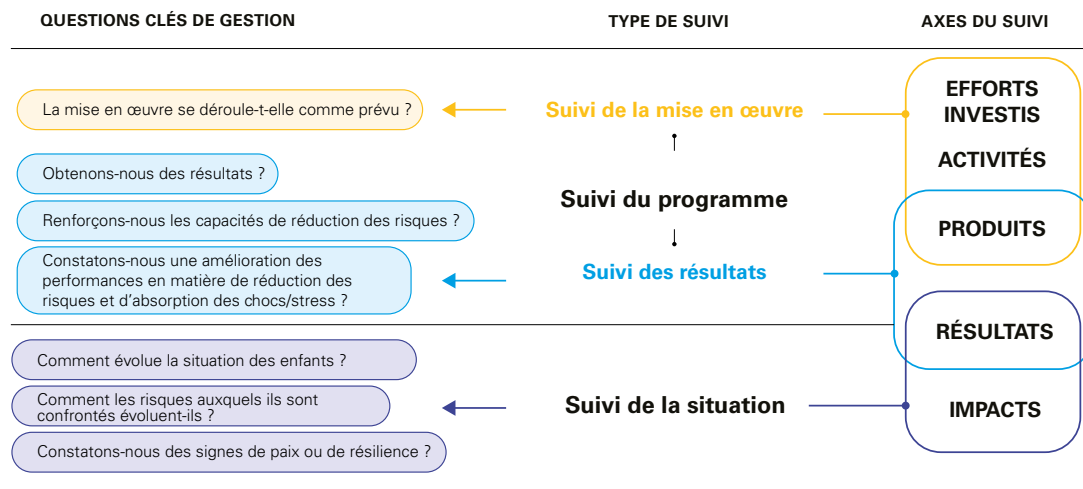 QUESTIONS CLÉS DE GESTION
TYPE DE SUIVI
AXES DU SUIVI
La mise en œuvre se déroule-t-elle comme prévu ?
Suivi de la mise en œuvre
EFFORTS
INVESTIS
ACTIVITÉS
Obtenons-nous des résultats ?
Renforçons-nous les capacités de réduction des risques ?
Suivi du programme
PRODUITS
Constatons-nous une amélioration des
performances en matière de réduction des
risques et d'absorption des chocs/stress ?
Suivi des résultats
RÉSULTATS
Comment évolue la situation des enfants ?
Comment les risques auxquels ils sont
confrontés évoluent-ils ?
Suivi de la situation
IMPACTS
Constatons-nous des signes de paix ou de résilience ?